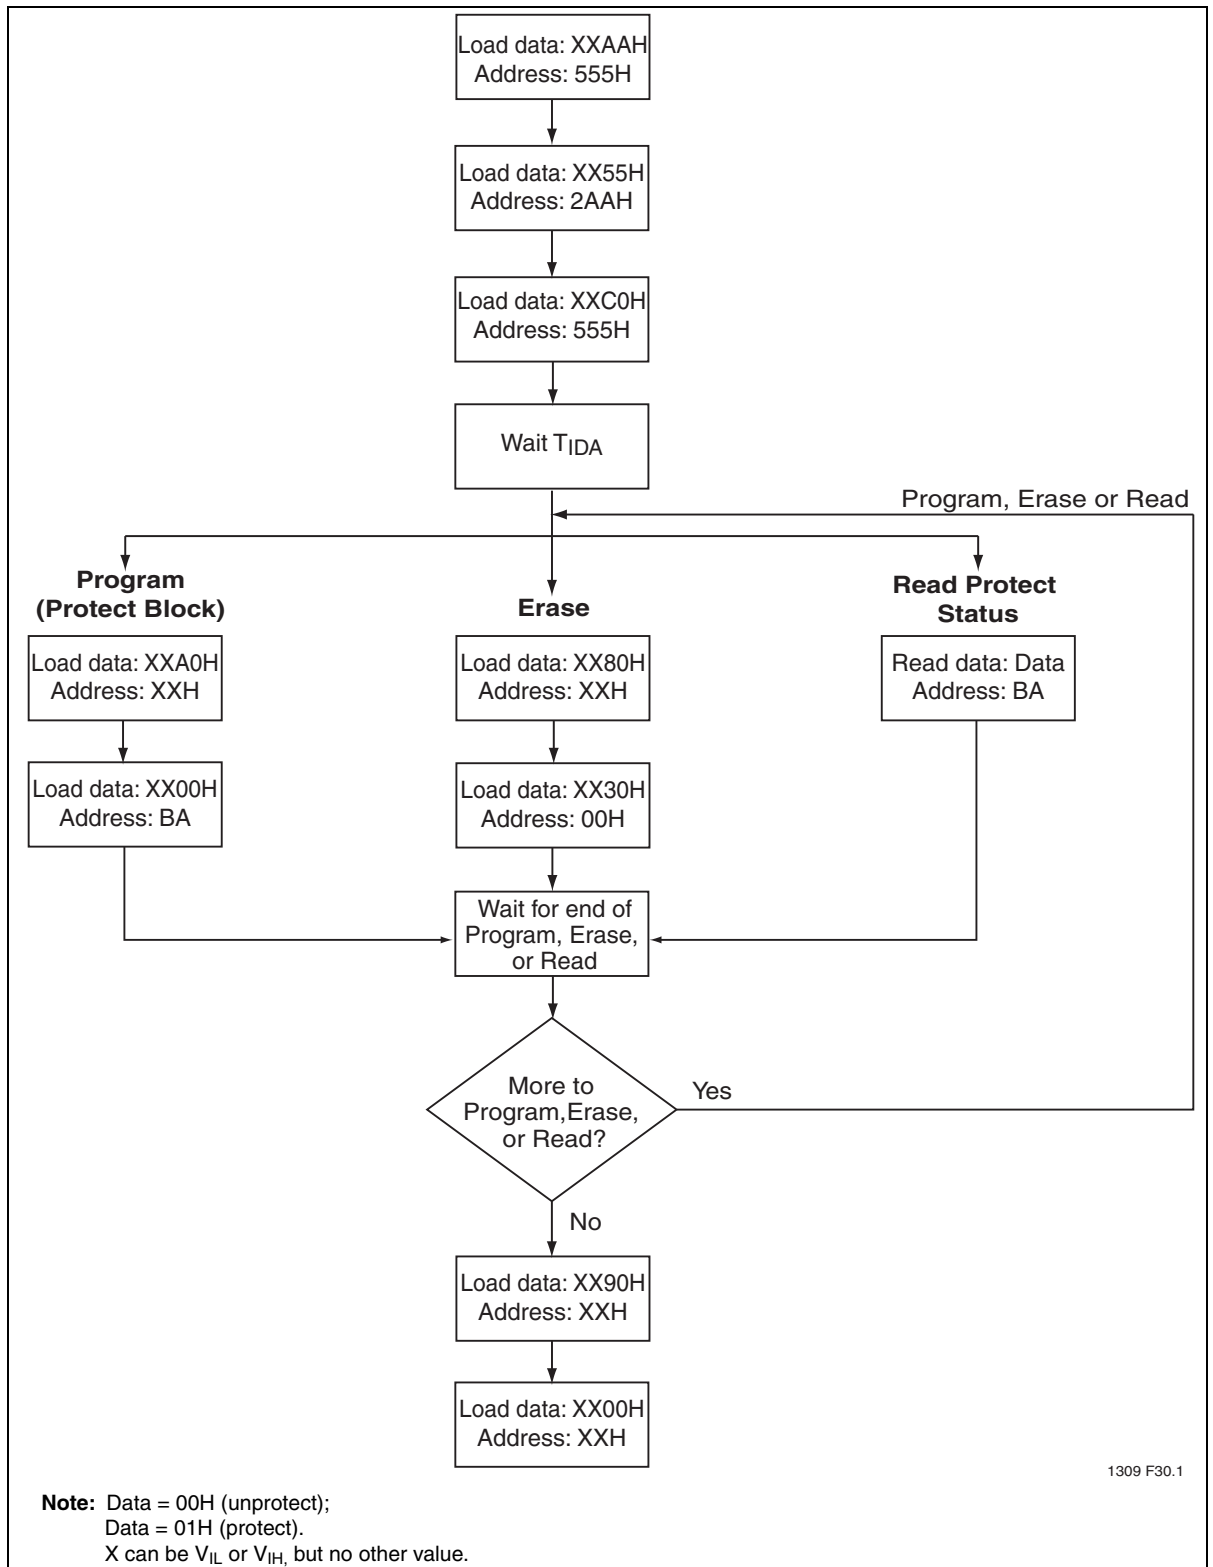 Load data: XXAAH
Address: 555H
Load data: XX55H
Address: 2AAH
Load data: XXC0H
Address: 555H
Wait TIDA
Program, Erase or Read
Program
(Protect Block)
Load data: XXA0H
Address: XXH
Load data: XX00H
Address: BA
Erase
Load data: XX80H
Address: XXH
Load data: XX30H
Address: 00H
Read Protect
Status
Read data: Data
Address: BA
Wait for end of
Program, Erase,
or Read
More to
Program,Erase,
or Read?
Yes
No
Load data: XX90H
Address: XXH
Load data: XX00H
Address: XXH
1309 F30.1
Note: Data = 00H (unprotect);
Data = 01H (protect).
X can be VIL or VIH, but no other value.